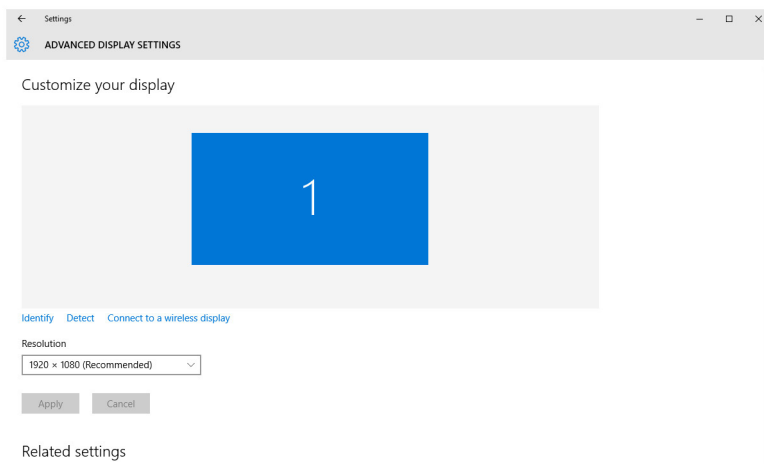 Settings
ADVANCED DISPLAY SETTINGS
Customize your display
1
Identify Detect Connect to a wireless display
Resolution
1920 × 1080 (Recommended)
Apply Cancel
Related settings